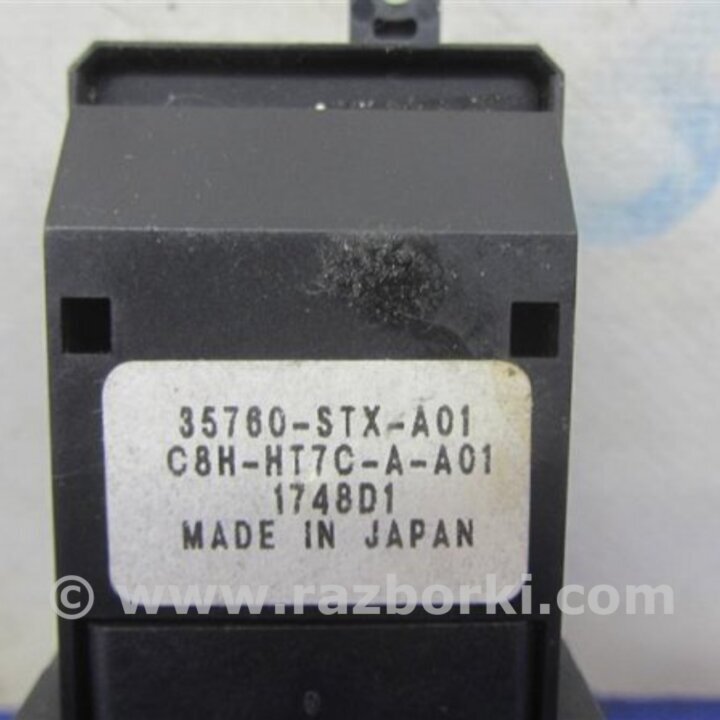 35760-STX-A01
C8H-HT7C-A-A01
1748D1
MADE IN JAPAN
© www.razborki.com